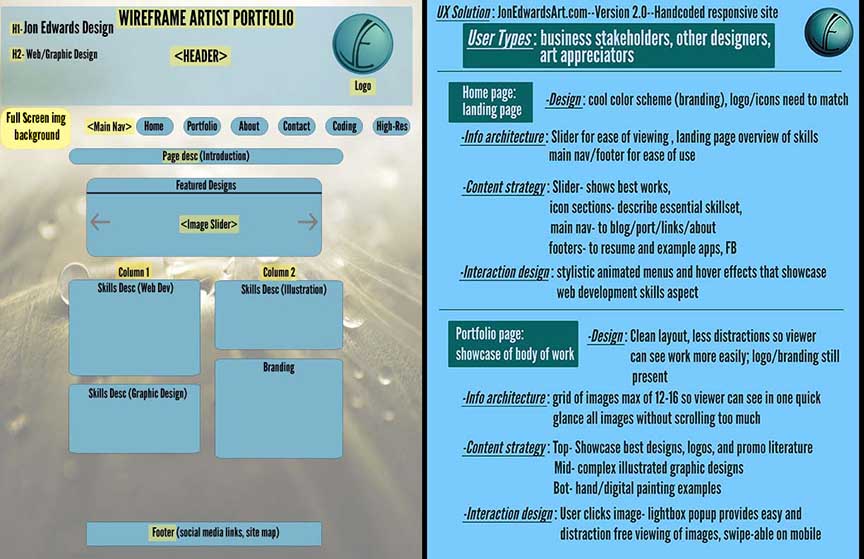 WIREFRAME ARTIST PORTFOLIO
H1-Jon Edwards Design
H2- Web/Graphic Design
<HEADER>
JE
Logo
Full Screen img
background
<Main Nav>
Home
Portfolio
About
Contact
Coding
High-Res
Page desc (Introduction)
Featured Designs
<Image Slider>
Column 1
Column 2
Skills Desc (Web Dev)
Skills Desc (Illustration)
Branding
Skills Desc (Graphic Design)
Footer (social media links, site map)
UX Solution: JonEdwardsArt.com--Version 2.0--Handcoded responsive site
User Types: business stakeholders, other designers,
art appreciators
JE
Home page:
landing page
-Design: cool color scheme (branding), logo/icons need to match
-Info architecture: Slider for ease of viewing , landing page overview of skills
main nav/footer for ease of use
-Content strategy: Slider- shows best works,
icon sections- describe essential skillset,
main nav- to blog/port/links/about
footers- to resume and example apps, FB
-Interaction design: stylistic animated menus and hover effects that showcase
web development skills aspect
Portfolio page:
showcase of body of work
-Design: Clean layout, less distractions so viewer
can see work more easily; logo/branding still
present
-Info architecture: grid of images max of 12-16 so viewer can see in one quick
glance all images without scrolling too much
-Content strategy: Top- Showcase best designs, logos, and promo literature
Mid- complex illustrated graphic designs
Bot- hand/digital painting examples
-Interaction design: User clicks image- lightbox popup provides easy and
distraction free viewing of images, swipe-able on mobile